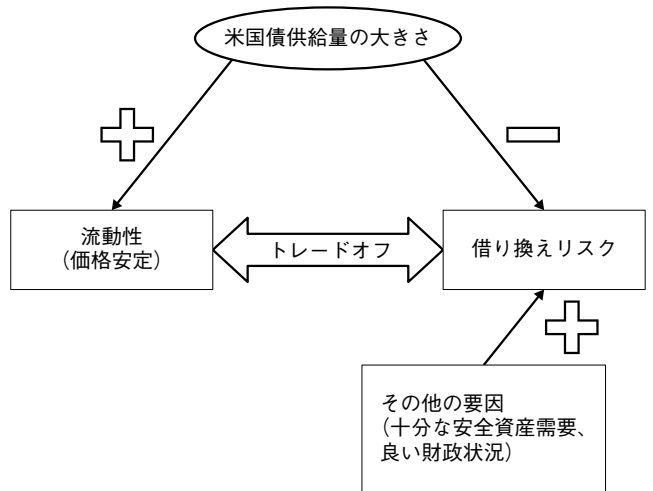 米国債供給量の大きさ
流動性
(価格安定)
トレードオフ
借り換えリスク
その他の要因
(十分な安全資産需要、
良い財政状況)